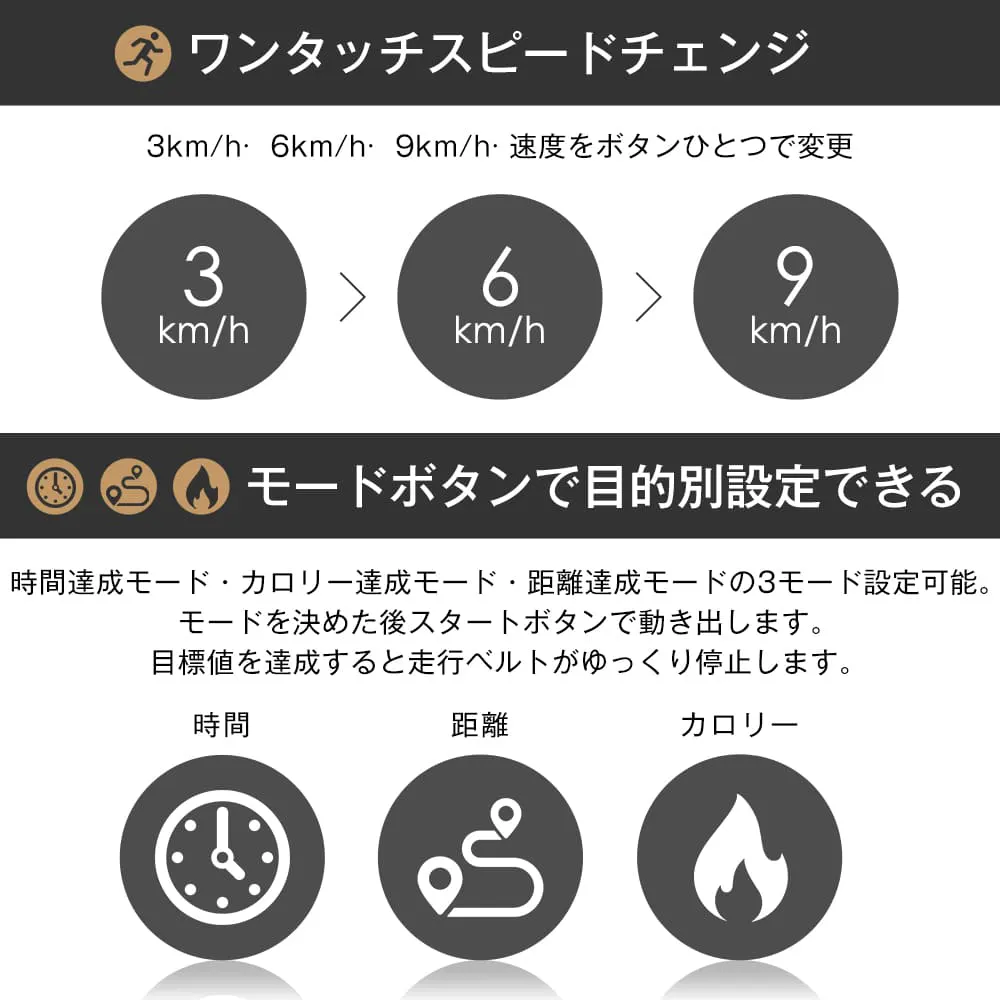 ワンタッチスピードチェンジ
3km/h・ 6km/h・ 9km/h・ 速度をボタンひとつで変更
3
km/h
6
km/h
9
km/h
モードボタンで目的別設定できる
時間達成モード・カロリー達成モード・距離達成モードの3モード設定可能。
モードを決めた後スタートボタンで動き出します。
目標値を達成すると走行ベルトがゆっくり停止します。
時間
距離
カロリー